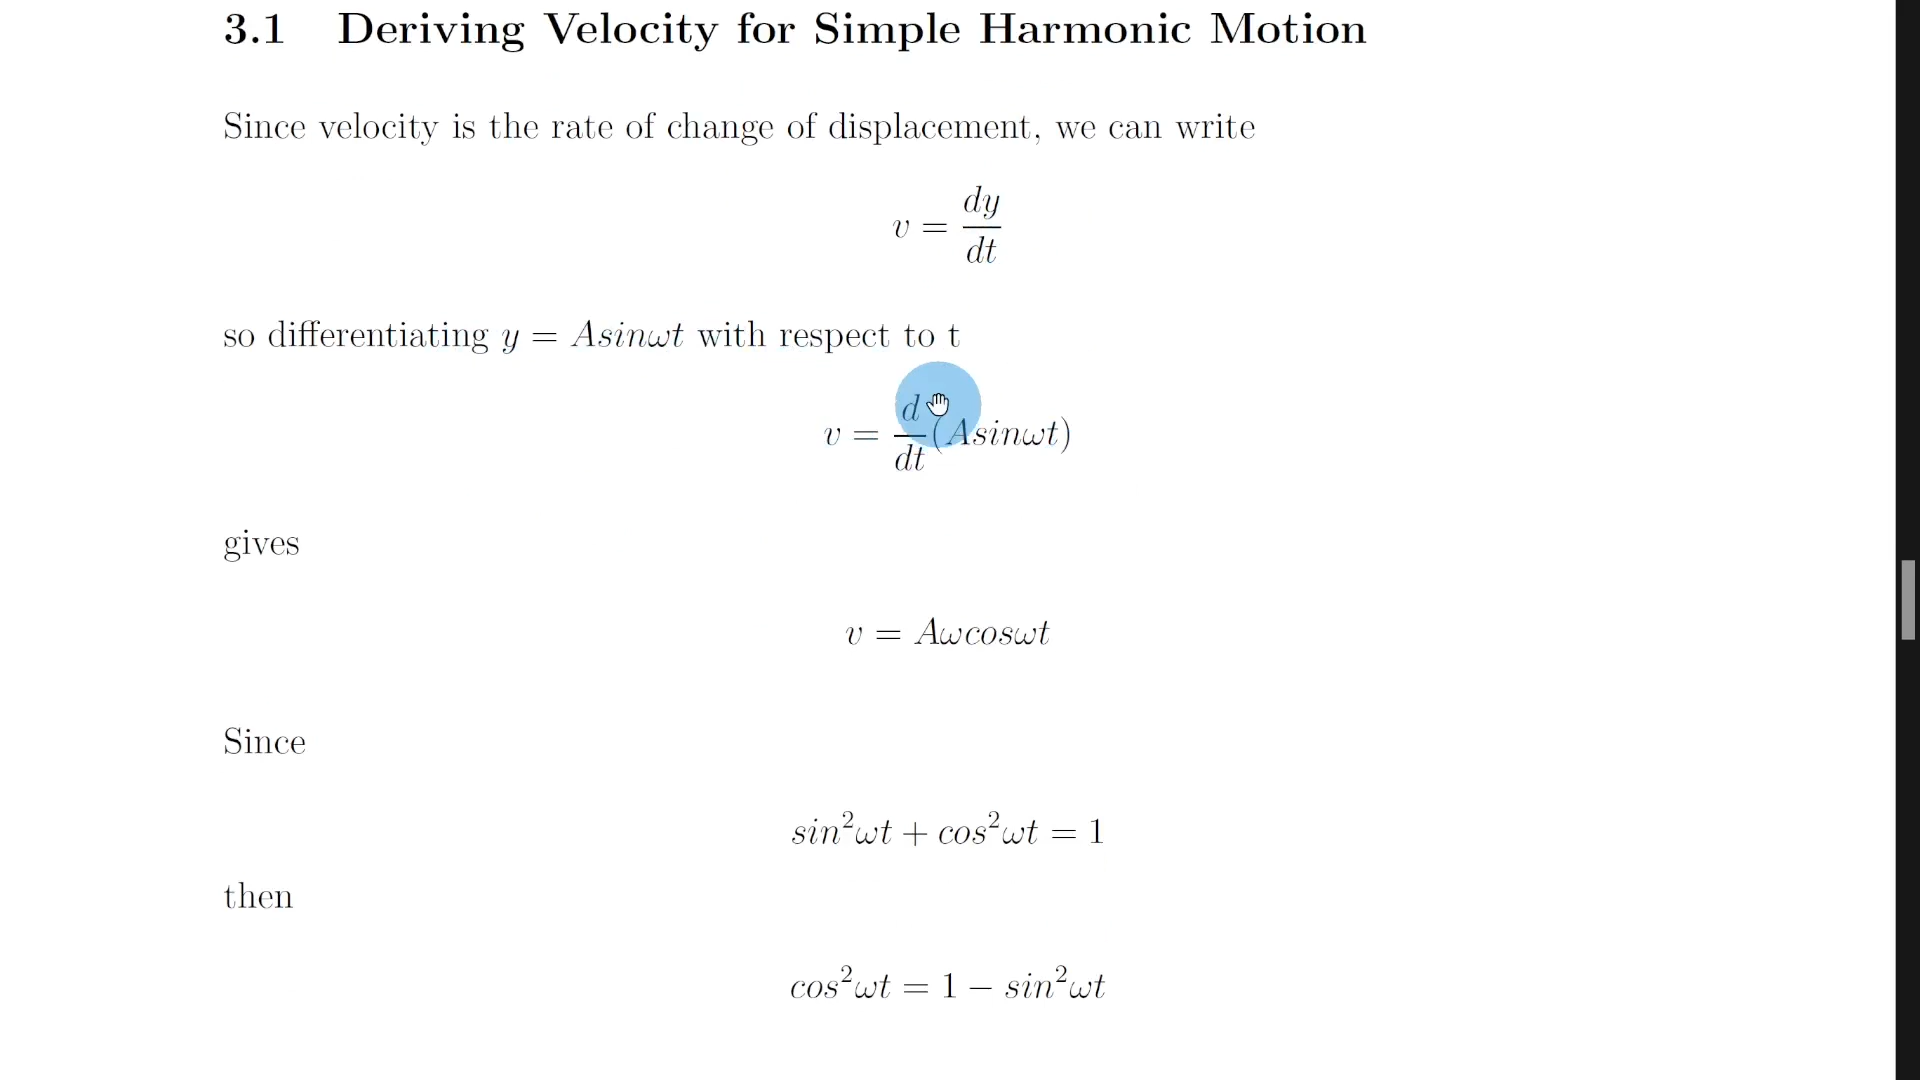 3.1 Deriving Velocity for Simple Harmonic Motion
Since velocity is the rate of change of displacement, we can write
v = dy/dt
so differentiating y = Asinωt with respect to t
v = d/dt(Asinωt)
gives
v = Aωcosωt
Since
sin²ωt + cos²ωt = 1
then
cos²ωt = 1 − sin²ωt